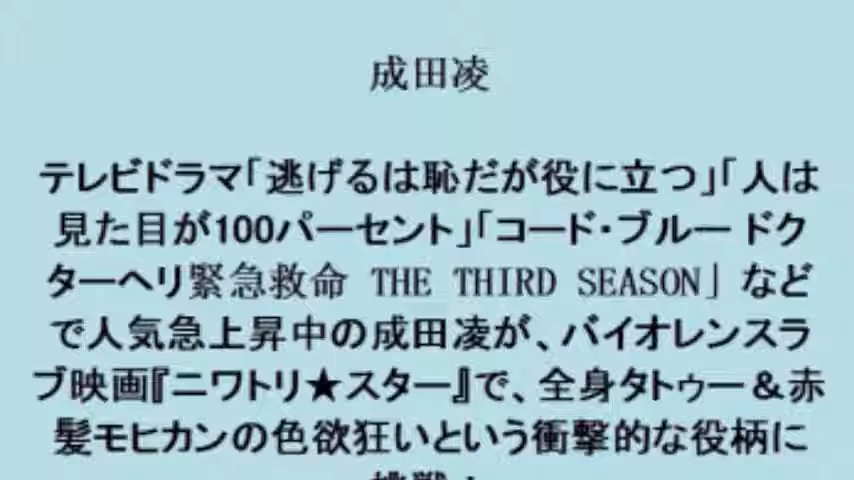 成田凌
テレビドラマ「逃げるは恥だが役に立つ」「人は
見た目が100パーセント」「コード・ブルー ドク
ターヘリ緊急救命 THE THIRD SEASON」 など
で人気急上昇中の成田凌が、バイオレンスラ
ブ映画『ニワトリ★スター』で、全身タトゥー＆赤
髪モヒカンの色欲狂いという衝撃的な役柄に